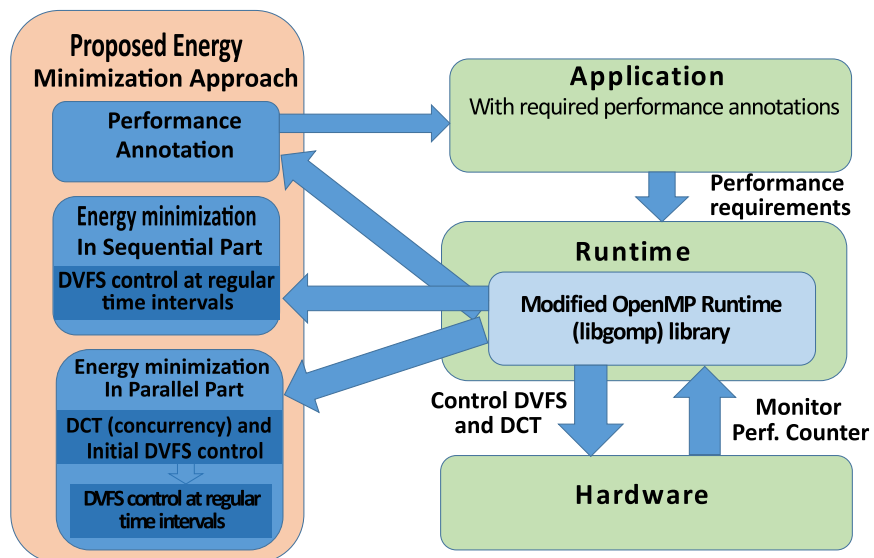 Proposed Energy
Minimization Approach
Performance
Annotation
Energy minimization
In Sequential Part
DVFS control at regular
time intervals
Energy minimization
In Parallel Part
DCT (concurrency) and
Initial DVFS control
DVFS control at regular
time intervals
Application
With required performance annotations
Performance
requirements
Runtime
Modified OpenMP Runtime
(libgomp) library
Control DVFS
and DCT
Monitor
Perf. Counter
Hardware